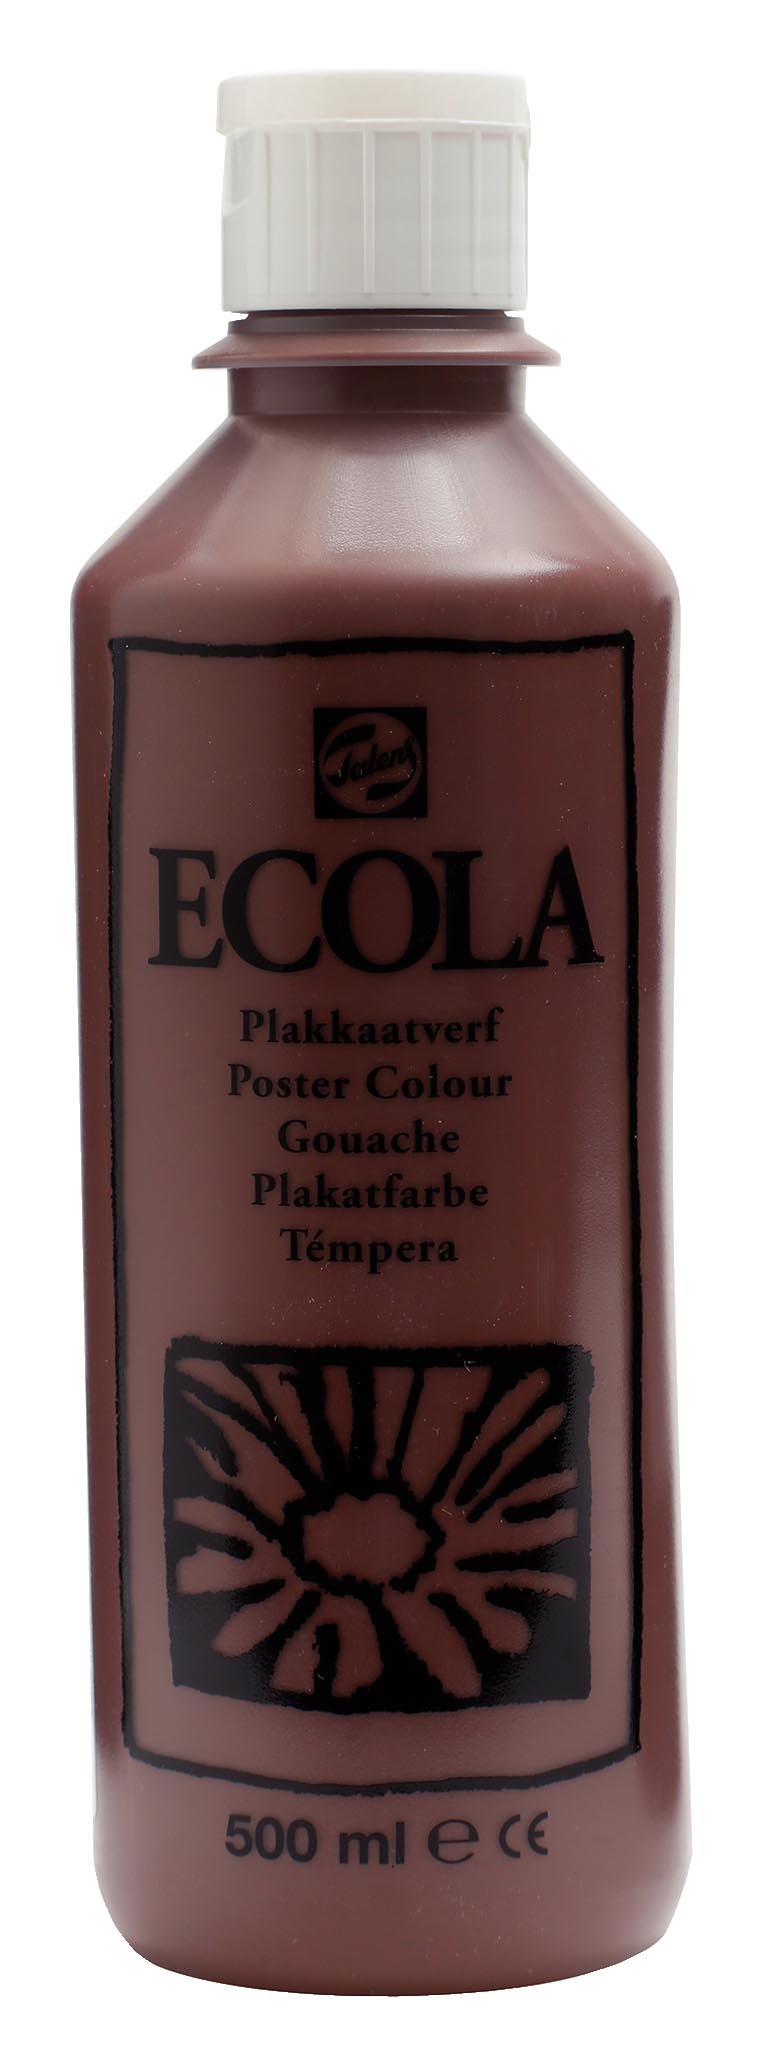 Talens
ECOLA
Plakkaatverf
Poster Colour
Gouache
Plakatfarbe
Témpera
500 ml ℮ CE